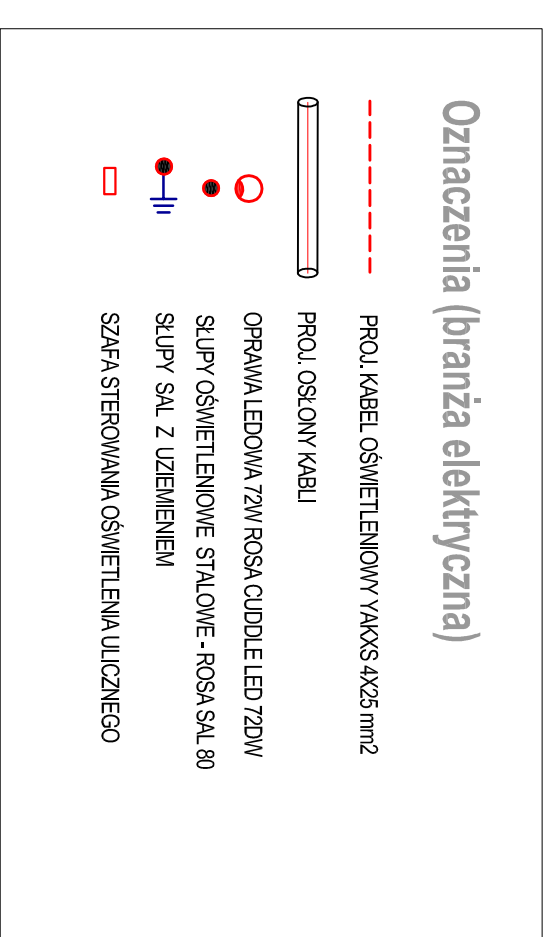 Oznaczenia (branża elektryczna)
PROJ. KABEL OŚWIETLENIOWY YAKXS 4X25 mm2
PROJ. OSŁONY KABLI
OPRAWA LEDOWA 72W ROSA CUDDLE LED 72DW
SŁUPY OŚWIETLENIOWE STALOWE - ROSA SAL 80
SŁUPY SAL Z UZIEMIENIEM
SZAFA STEROWANIA OŚWIETLENIA ULICZNEGO